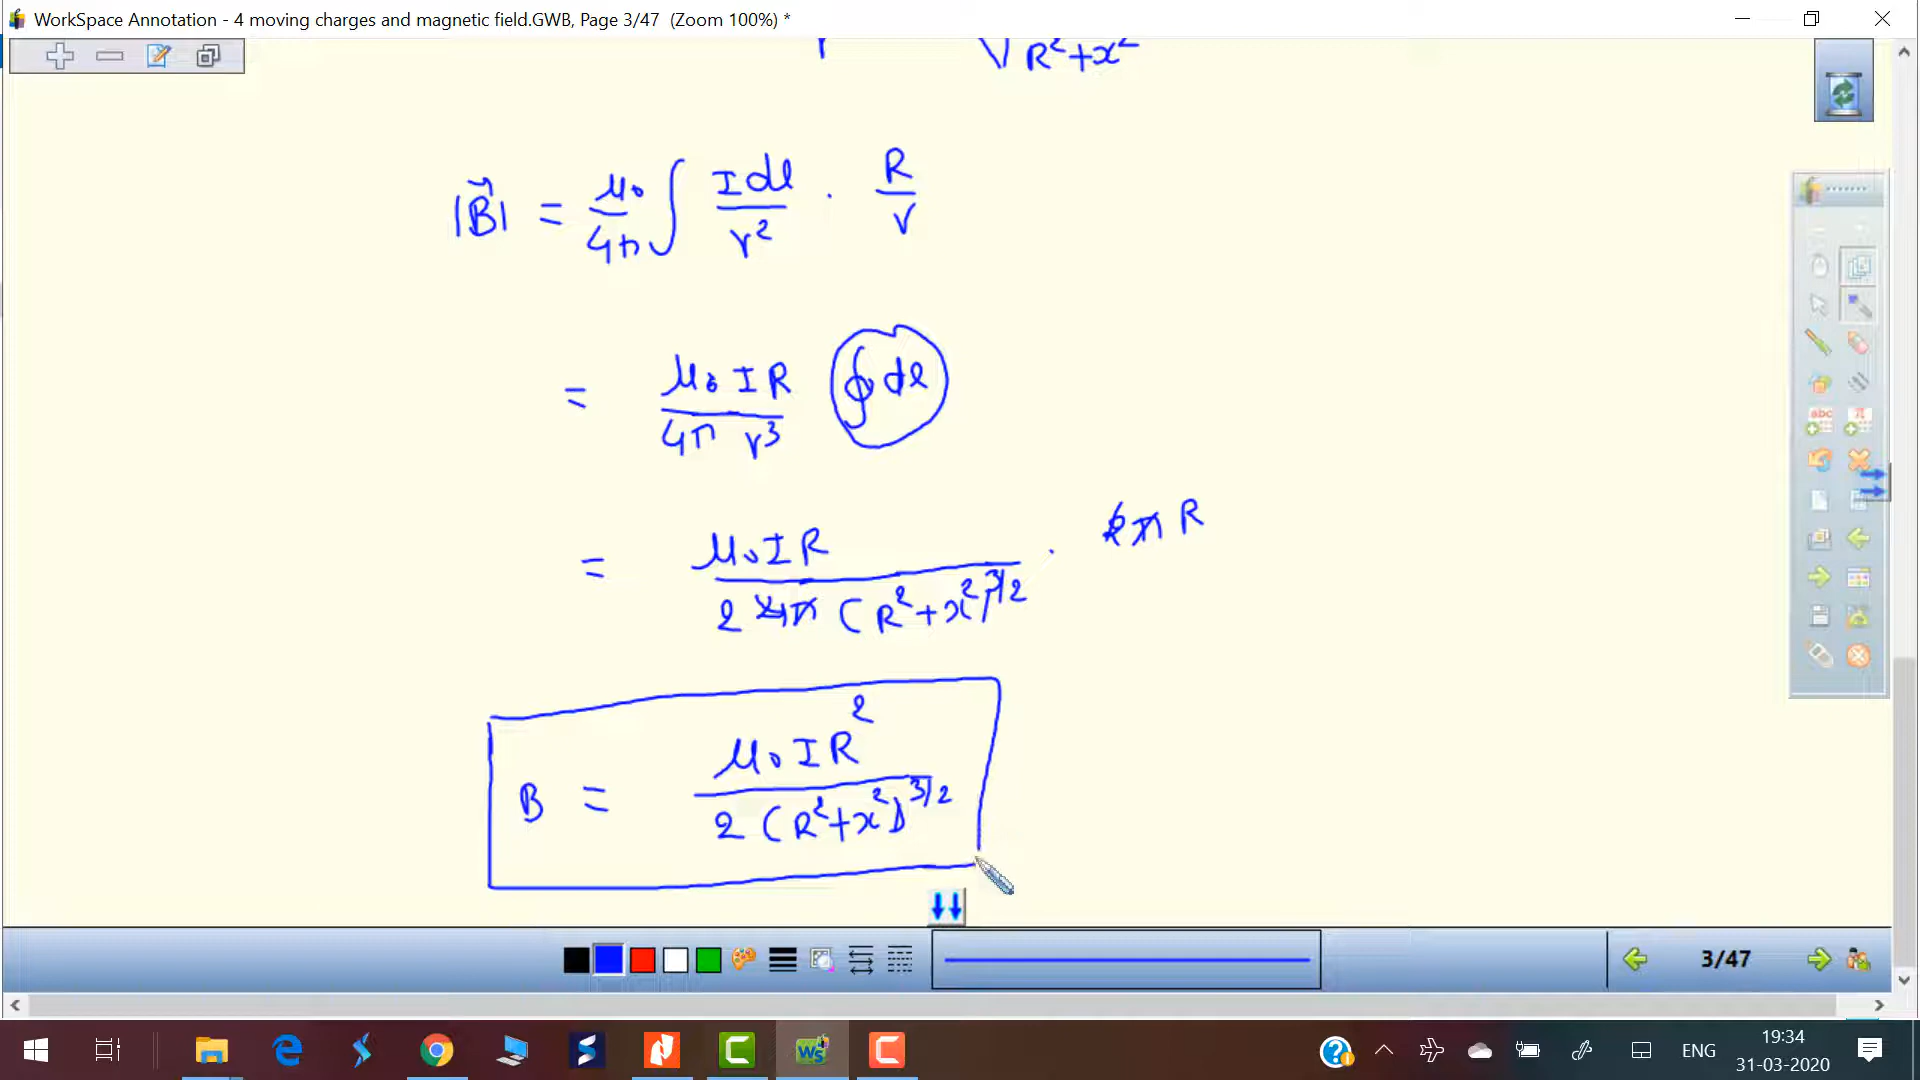 WorkSpace Annotation - 4 moving charges and magnetic field.GWB, Page 3/47 (Zoom 100%) *
√R²+x²
|B⃗| = μ₀/4π ∫ Idl/r² · R/r
= μ₀IR/4π r³ ∮dl
= μ₀IR/2 4π (R²+x²)^3/2 · 2π R
B = μ₀IR²/2(R²+x²)^3/2
abc
π
3/47
WS
ENG
19:34
31-03-2020